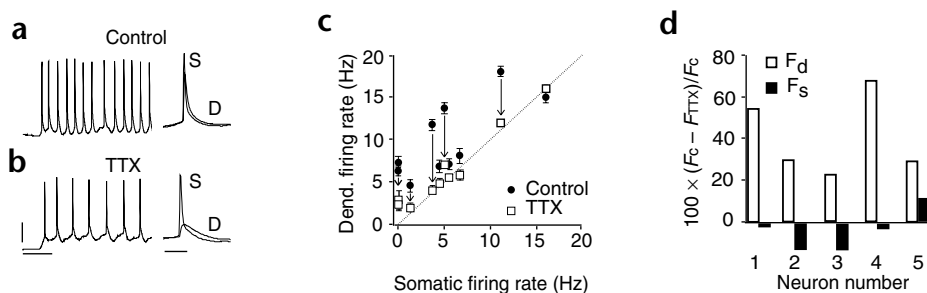 a
Control
S
D
b
TTX
S
D
c
Dend. firing rate (Hz)
20
15
10
5
0
Control
TTX
0 5 10 15 20
Somatic firing rate (Hz)
d
100 × (FC – FTTX)/FC
80
60
40
20
0
Fd
Fs
1 2 3 4 5
Neuron number